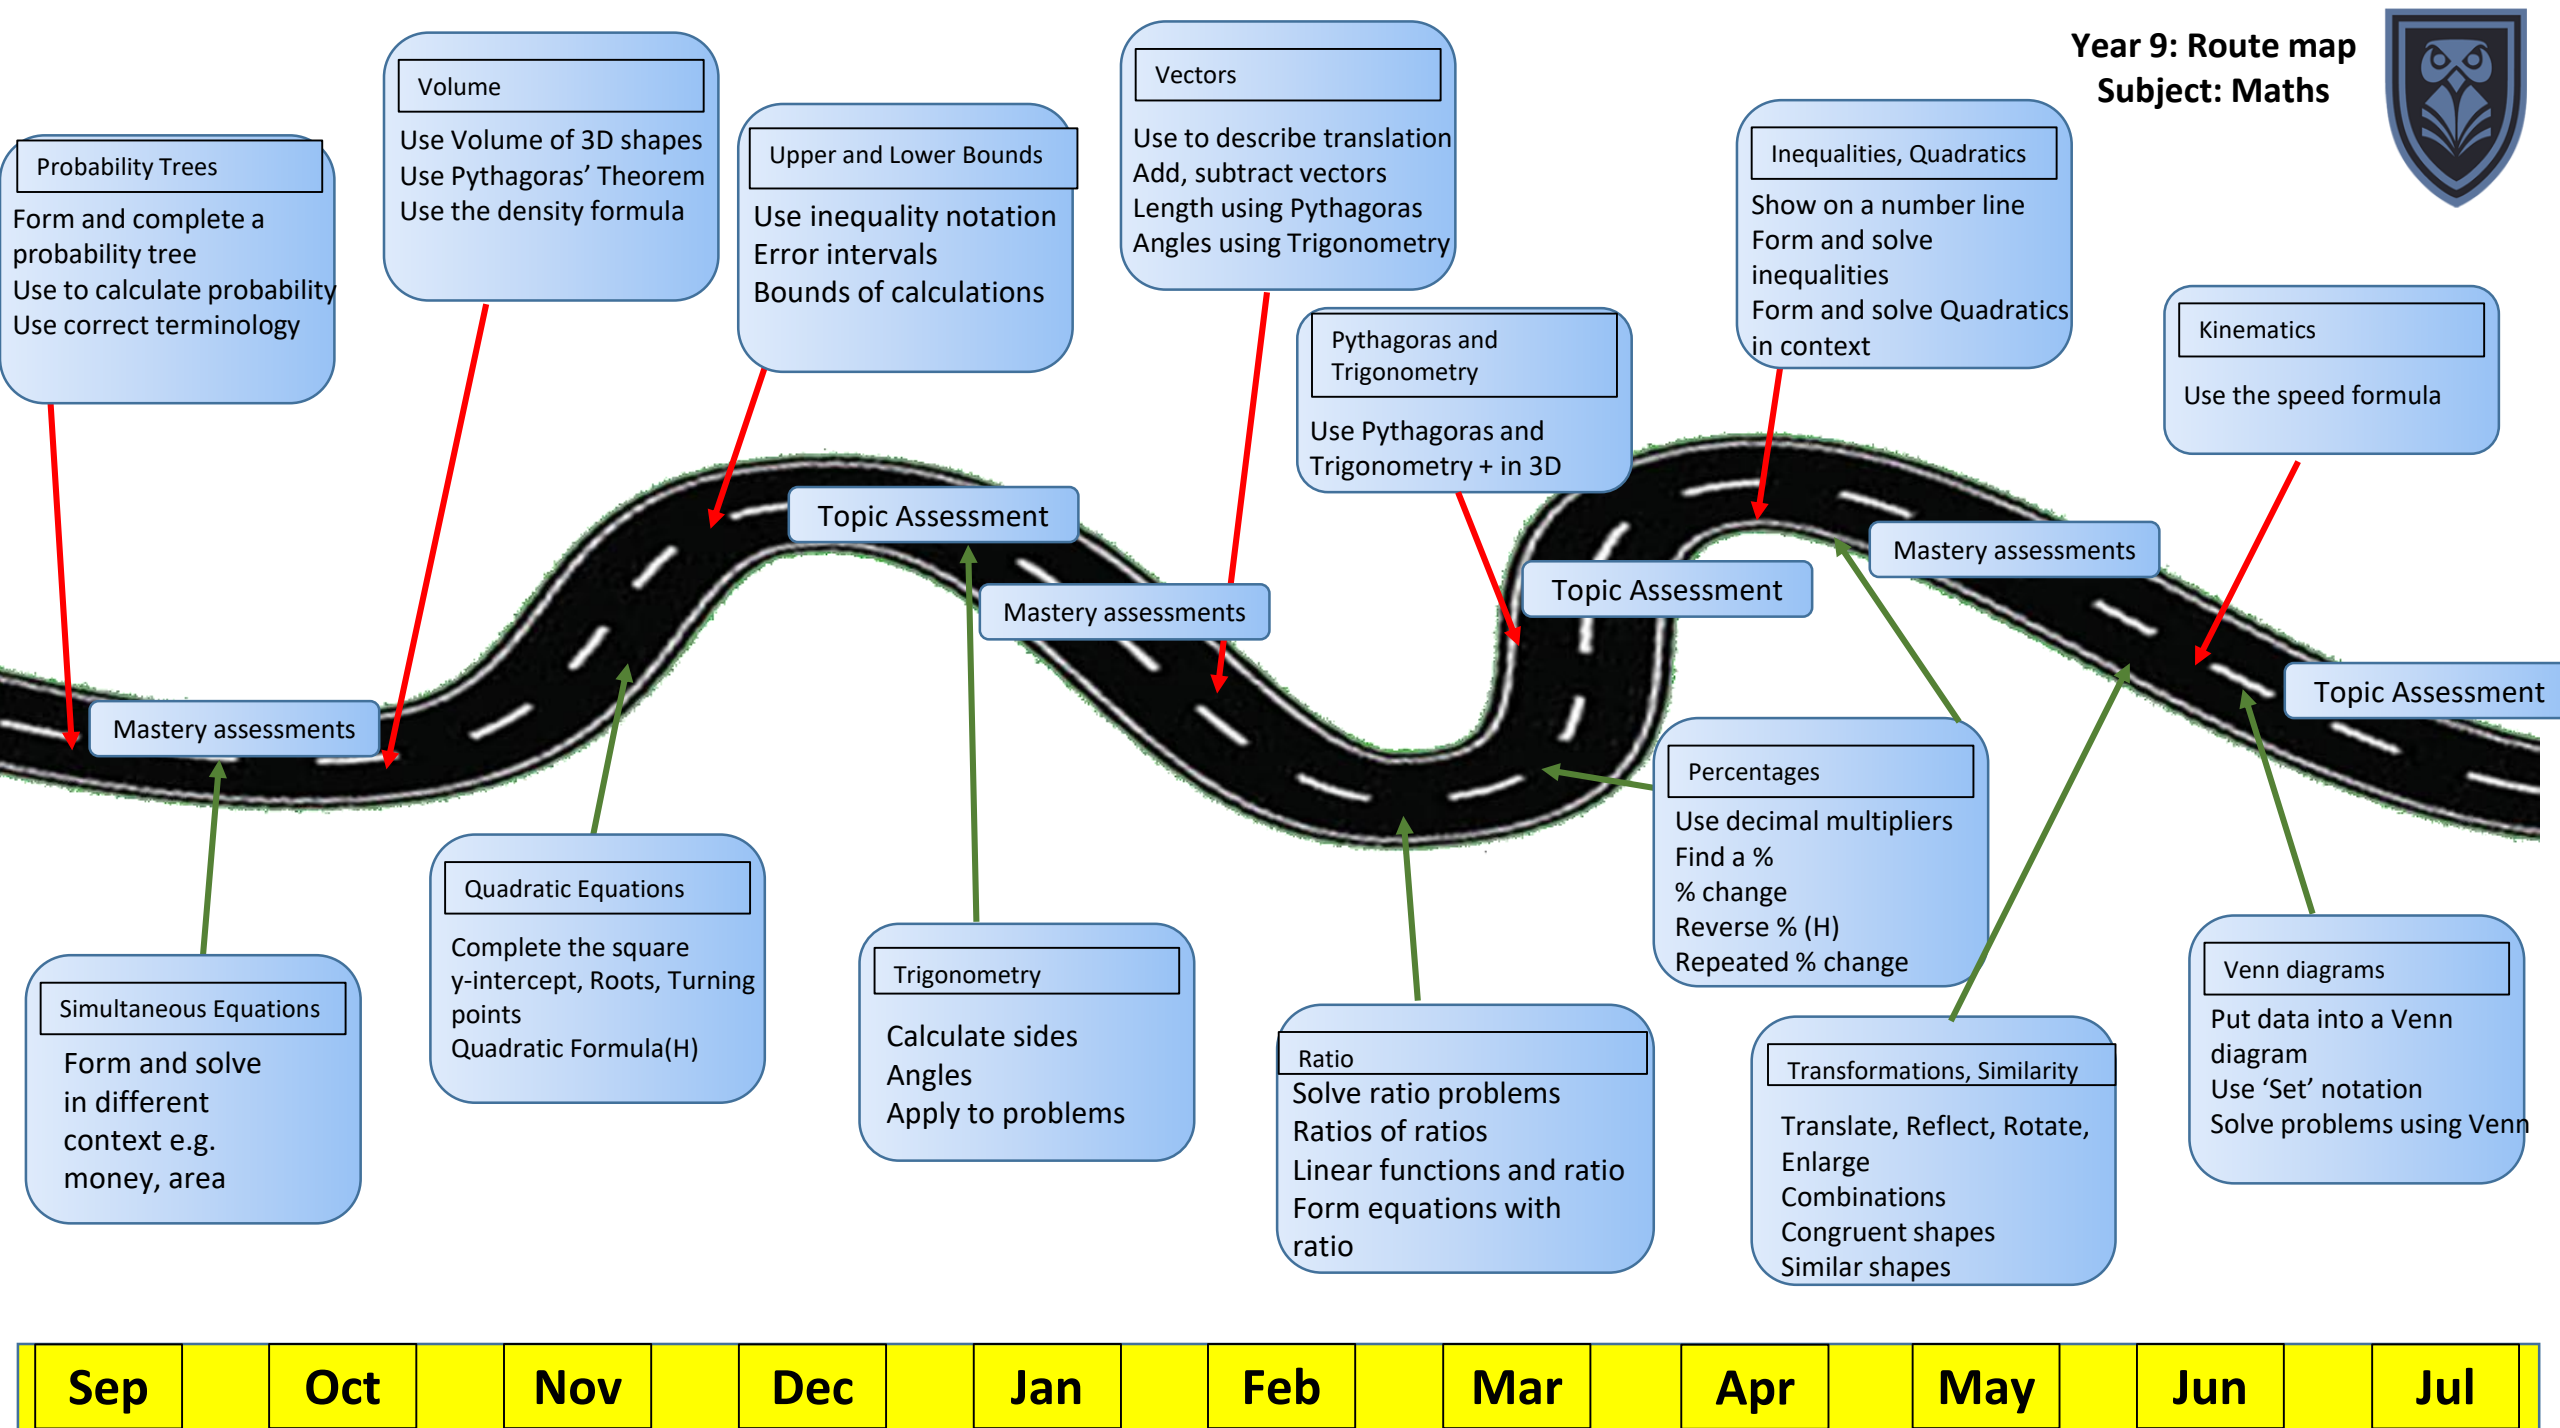 Year 9: Route map
Subject: Maths
Probability Trees
Form and complete a
probability tree
Use to calculate probability
Use correct terminology
Volume
Use Volume of 3D shapes
Use Pythagoras’ Theorem
Use the density formula
Upper and Lower Bounds
Use inequality notation
Error intervals
Bounds of calculations
Vectors
Use to describe translation
Add, subtract vectors
Length using Pythagoras
Angles using Trigonometry
Pythagoras and
Trigonometry
Use Pythagoras and
Trigonometry + in 3D
Inequalities, Quadratics
Show on a number line
Form and solve
inequalities
Form and solve Quadratics
in context
Kinematics
Use the speed formula
Mastery assessments
Topic Assessment
Mastery assessments
Topic Assessment
Mastery assessments
Topic Assessment
Simultaneous Equations
Form and solve
in different
context e.g.
money, area
Quadratic Equations
Complete the square
y-intercept, Roots, Turning
points
Quadratic Formula(H)
Trigonometry
Calculate sides
Angles
Apply to problems
Ratio
Solve ratio problems
Ratios of ratios
Linear functions and ratio
Form equations with
ratio
Percentages
Use decimal multipliers
Find a %
% change
Reverse % (H)
Repeated % change
Transformations, Similarity
Translate, Reflect, Rotate,
Enlarge
Combinations
Congruent shapes
Similar shapes
Venn diagrams
Put data into a Venn
diagram
Use ‘Set’ notation
Solve problems using Venn
Sep
Oct
Nov
Dec
Jan
Feb
Mar
Apr
May
Jun
Jul